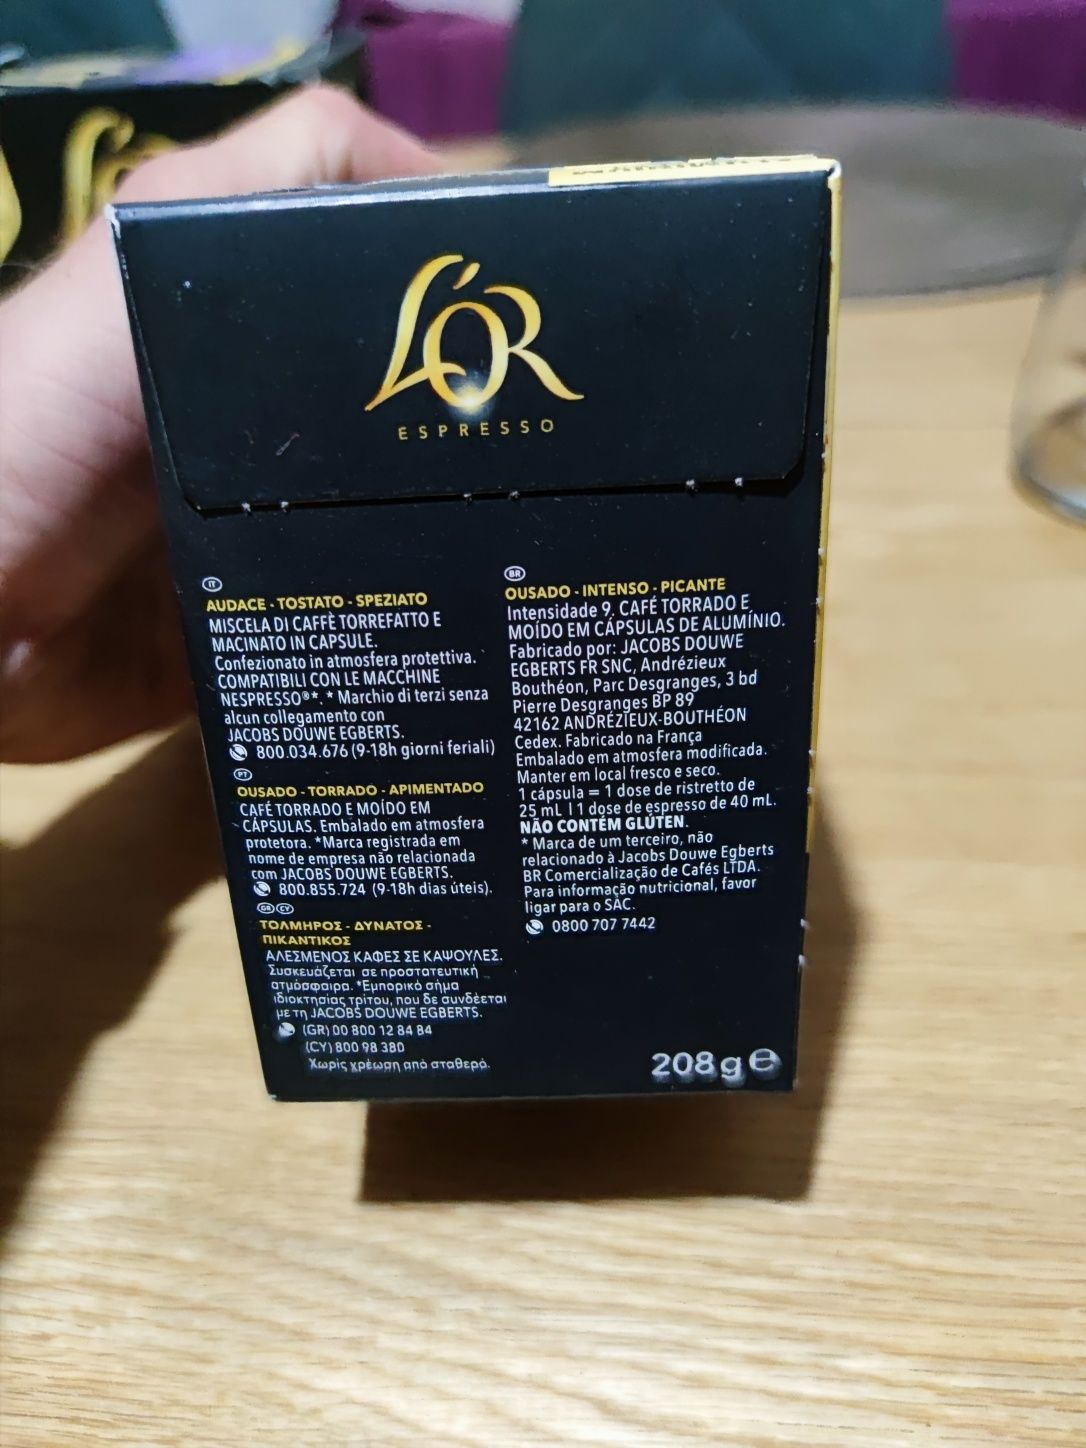 L'OR
ESPRESSO
IT
AUDACE - TOSTATO - SPEZIATO
MISCELA DI CAFFÈ TORREFATTO E
MACINATO IN CAPSULE.
Confezionato in atmosfera protettiva.
COMPATIBILI CON LE MACCHINE
NESPRESSO®*. * Marchio di terzi senza
alcun collegamento con
JACOBS DOUWE EGBERTS.
800.034.676 (9-18h giorni feriali)
PT
OUSADO - TORRADO - APIMENTADO
CAFÉ TORRADO E MOÍDO EM
CÁPSULAS. Embalado em atmosfera
protetora. *Marca registrada em
nome de empresa não relacionada
com JACOBS DOUWE EGBERTS.
800.855.724 (9-18h dias úteis).
GR CY
ΤΟΛΜΗΡΟΣ - ΔΥΝΑΤΟΣ -
ΠΙΚΑΝΤΙΚΟΣ
ΑΛΕΣΜΕΝΟΣ ΚΑΦΕΣ ΣΕ ΚΑΨΟΥΛΕΣ.
Συσκευάζεται σε προστατευτική
ατμόσφαιρα. *Εμπορικό σήμα
ιδιοκτησίας τρίτου, που δε συνδέεται
με τη JACOBS DOUWE EGBERTS.
(GR) 00 800 12 84 84
(CY) 800 98 380
Χωρίς χρέωση από σταθερό.
BR
OUSADO - INTENSO - PICANTE
Intensidade 9. CAFÉ TORRADO E
MOÍDO EM CÁPSULAS DE ALUMÍNIO.
Fabricado por: JACOBS DOUWE
EGBERTS FR SNC, Andrézieux
Bouthéon, Parc Desgranges, 3 bd
Pierre Desgranges BP 89
42162 ANDRÉZIEUX-BOUTHÉON
Cedex. Fabricado na França
Embalado em atmosfera modificada.
Manter em local fresco e seco.
1 cápsula = 1 dose de ristretto de
25 mL | 1 dose de espresso de 40 mL.
NÃO CONTÉM GLÚTEN.
* Marca de um terceiro, não
relacionado à Jacobs Douwe Egberts
BR Comercialização de Cafés LTDA.
Para informação nutricional, favor
ligar para o SAC.
0800 707 7442
208g℮